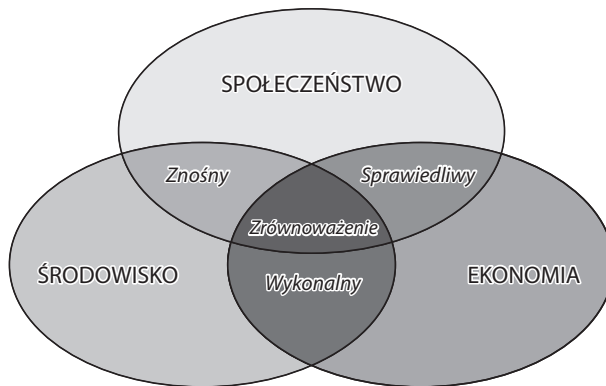 SPOŁECZEŃSTWO
Znośny
Sprawiedliwy
Zrównoważenie
ŚRODOWISKO
Wykonalny
EKONOMIA